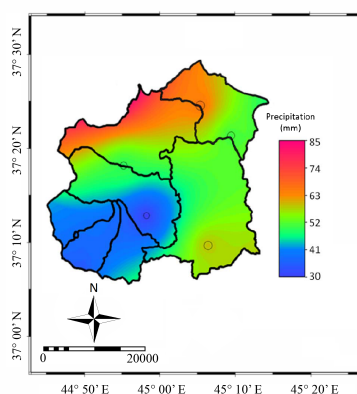 37° 30' N
37° 20' N
37° 10' N
37° 00' N
Precipitation
(mm)
85
74
63
52
41
30
N
0
20000
44° 50' E
45° 00' E
45° 10' E
45° 20' E